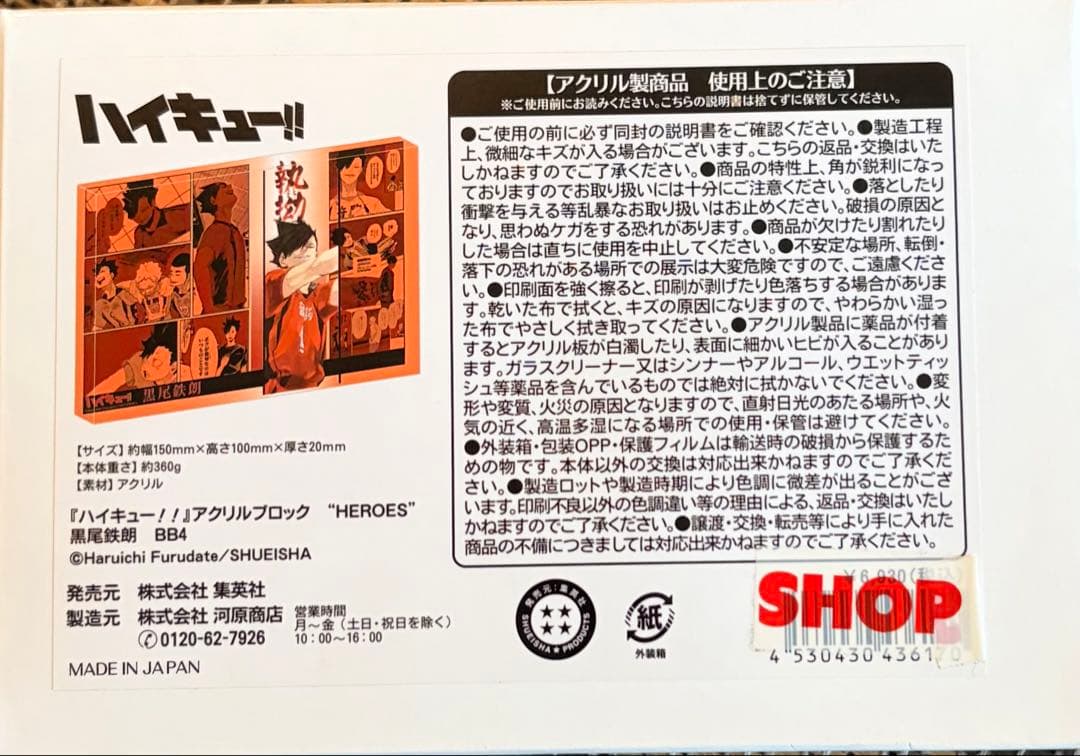 ハイキュー!!
執拗
ハイキュー!! 黒尾鉄朗
【サイズ】約幅150mm×高さ100mm×厚さ20mm
【本体重さ】約360g
【素材】アクリル
『ハイキュー！！』アクリルブロック “HEROES”
黒尾鉄朗 BB4
©Haruichi Furudate/SHUEISHA
発売元 株式会社 集英社
製造元 株式会社 河原商店
0120-62-7926
営業時間
月〜金（土日・祝日を除く）
10：00〜16：00
MADE IN JAPAN
【アクリル製商品 使用上のご注意】
※ご使用前にお読みください。こちらの説明書は捨てずに保管してください。
●ご使用の前に必ず同封の説明書をご確認ください。●製造工程
上、微細なキズが入る場合がございます。こちらの返品・交換はいた
しかねますのでご了承ください。●商品の特性上、角が鋭利になっ
ておりますのでお取り扱いには十分にご注意ください。●落としたり
衝撃を与える等乱暴なお取り扱いはお止めください。破損の原因と
なり、思わぬケガをする恐れがあります。●商品が欠けたり割れたり
した場合は直ちに使用を中止してください。●不安定な場所、転倒・
落下の恐れがある場所での展示は大変危険ですので、ご遠慮くださ
い。●印刷面を強く擦ると、印刷が剥げたり色落ちする場合がありま
す。乾いた布で拭くと、キズの原因になりますので、やわらかい湿っ
た布でやさしく拭き取ってください。●アクリル製品に薬品が付着
するとアクリル板が白濁したり、表面に細かいヒビが入ることがあり
ます。ガラスクリーナー又はシンナーやアルコール、ウエットティッ
シュ等薬品を含んでいるものでは絶対に拭かないでください。●変
形や変質、火災の原因となりますので、直射日光のあたる場所や、火
気の近く、高温多湿になる場所での使用・保管は避けてください。
●外装箱・包装OPP・保護フィルムは輸送時の破損から保護するた
めの物です。本体以外の交換は対応出来かねますのでご了承くださ
い。●製造ロットや製造時期により色調に微差が出ることがござ
います。印刷不良以外の色調違い等の理由による、返品・交換はいたし
かねますのでご了承ください。●譲渡・交換・転売等により手に入れた
商品の不備につきましては対応出来かねますのでご了承ください。
発売元：集英社
SHUEISHA★PRODUCTS
紙
外装箱
￥6,930(税込)
SHOP
4 530430 436170